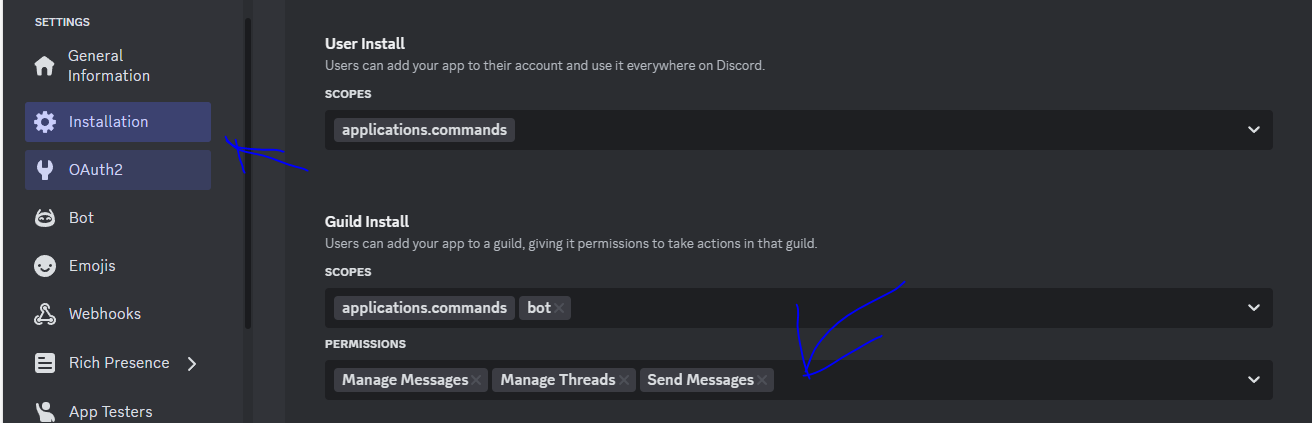 SETTINGS
General
Information
Installation
OAuth2
Bot
Emojis
Webhooks
Rich Presence
App Testers
User Install
Users can add your app to their account and use it everywhere on Discord.
SCOPES
applications.commands
Guild Install
Users can add your app to a guild, giving it permissions to take actions in that guild.
SCOPES
applications.commands bot
PERMISSIONS
Manage Messages Manage Threads Send Messages